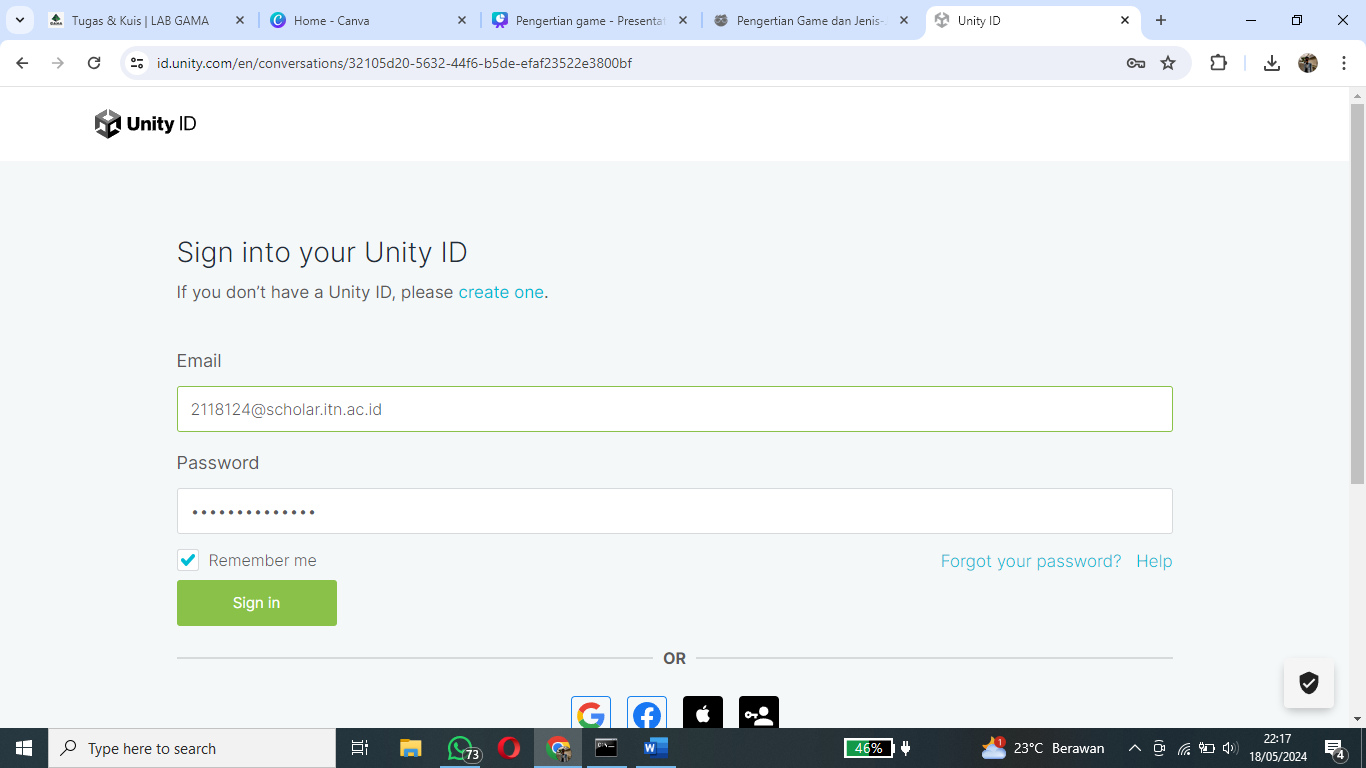 Tugas & Kuis | LAB GAMA
Home - Canva
Pengertian game - Presentat
Pengertian Game dan Jenis-
Unity ID
id.unity.com/en/conversations/32105d20-5632-44f6-b5de-efaf23522e3800bf
Unity ID
Sign into your Unity ID
If you don't have a Unity ID, please create one.
Email
2118124@scholar.itn.ac.id
Password
Remember me
Forgot your password? Help
Sign in
OR
Type here to search
73
46%
1
23°C Berawan
22:17
18/05/2024
4